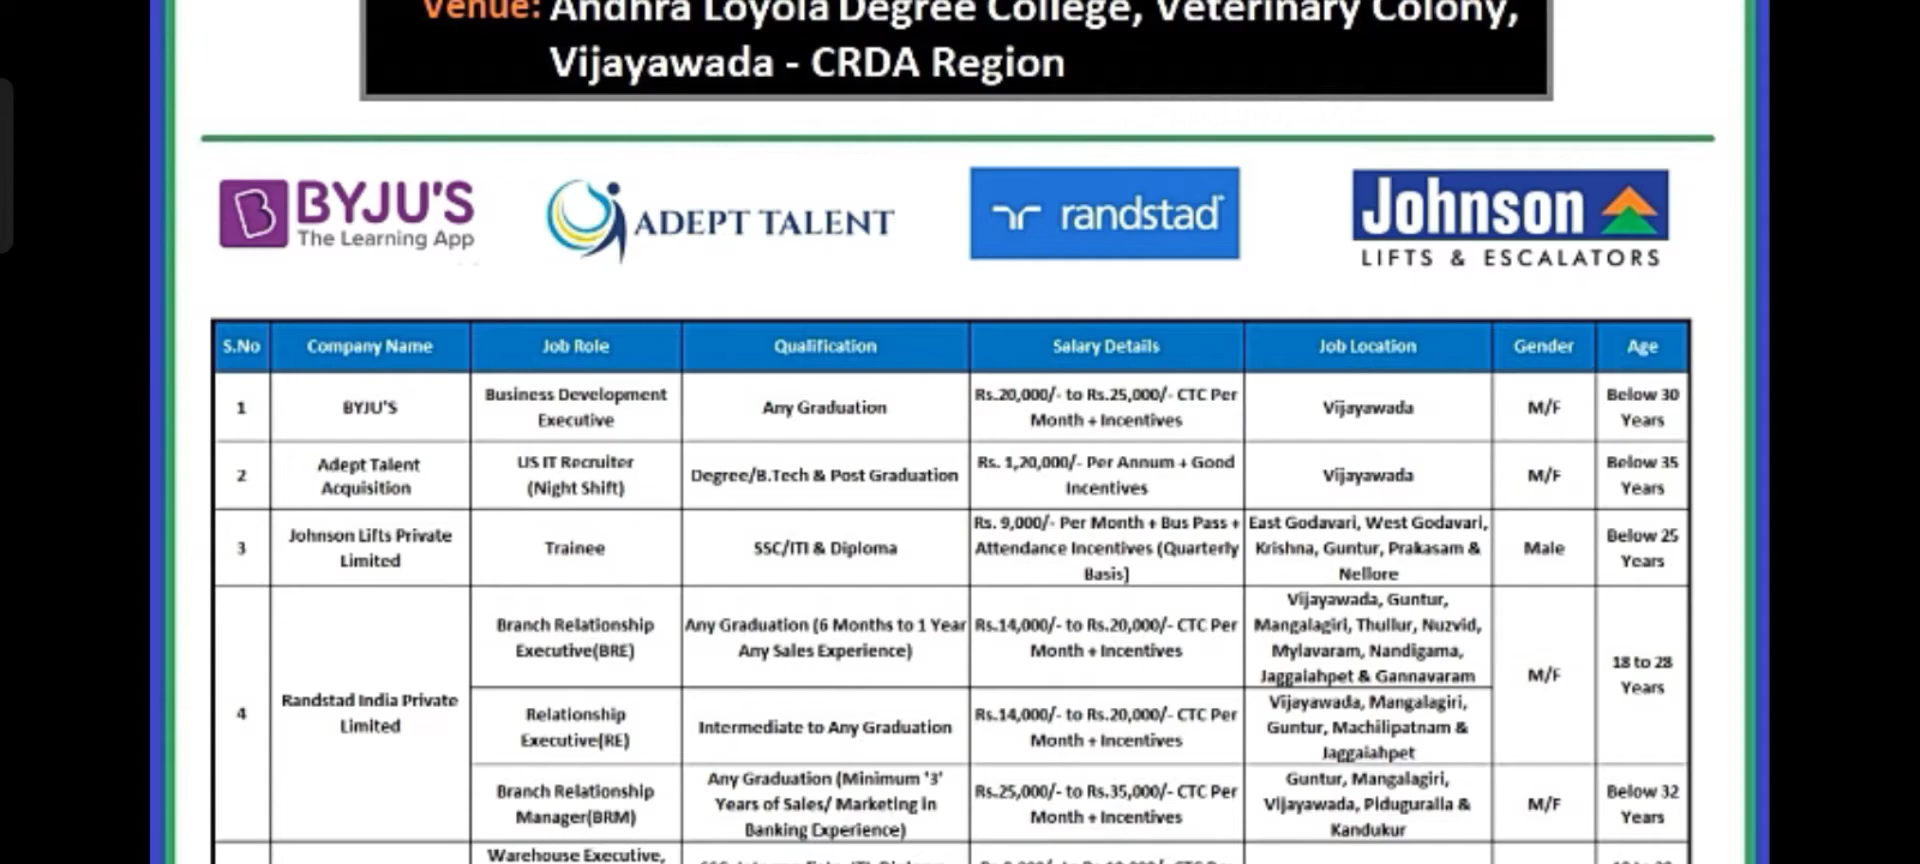 Venue: Andhra Loyola Degree College, Veterinary Colony,
Vijayawada - CRDA Region
BYJU'S
The Learning App
ADEPT TALENT
randstad
Johnson
LIFTS & ESCALATORS
S.No Company Name Job Role Qualification Salary Details Job Location Gender Age
1 BYJU'S Business Development Executive Any Graduation Rs.20,000/- to Rs.25,000/- CTC Per Month + Incentives Vijayawada M/F Below 30 Years
2 Adept Talent Acquisition US IT Recruiter (Night Shift) Degree/B.Tech & Post Graduation Rs. 1,20,000/- Per Annum + Good Incentives Vijayawada M/F Below 35 Years
3 Johnson Lifts Private Limited Trainee SSC/ITI & Diploma Rs. 9,000/- Per Month + Bus Pass + Attendance Incentives (Quarterly Basis] East Godavari, West Godavari, Krishna, Guntur, Prakasam & Nellore Male Below 25 Years
4 Randstad India Private Limited Branch Relationship Executive(BRE) Any Graduation (6 Months to 1 Year Any Sales Experience) Rs.14,000/- to Rs.20,000/- CTC Per Month + Incentives Vijayawada, Guntur, Mangalagiri, Thullur, Nuzvid, Mylavaram, Nandigama, Jaggaiahpet & Gannavaram M/F 18 to 28 Years
Relationship Executive(RE) Intermediate to Any Graduation Rs.14,000/- to Rs.20,000/- CTC Per Month + Incentives Vijayawada, Mangalagiri, Guntur, Machilipatnam & Jaggaiahpet
Branch Relationship Manager(BRM) Any Graduation (Minimum '3' Years of Sales/ Marketing in Banking Experience) Rs.25,000/- to Rs.35,000/- CTC Per Month + Incentives Guntur, Mangalagiri, Vijayawada, Piduguralla & Kandukur M/F Below 32 Years
Warehouse Executive,